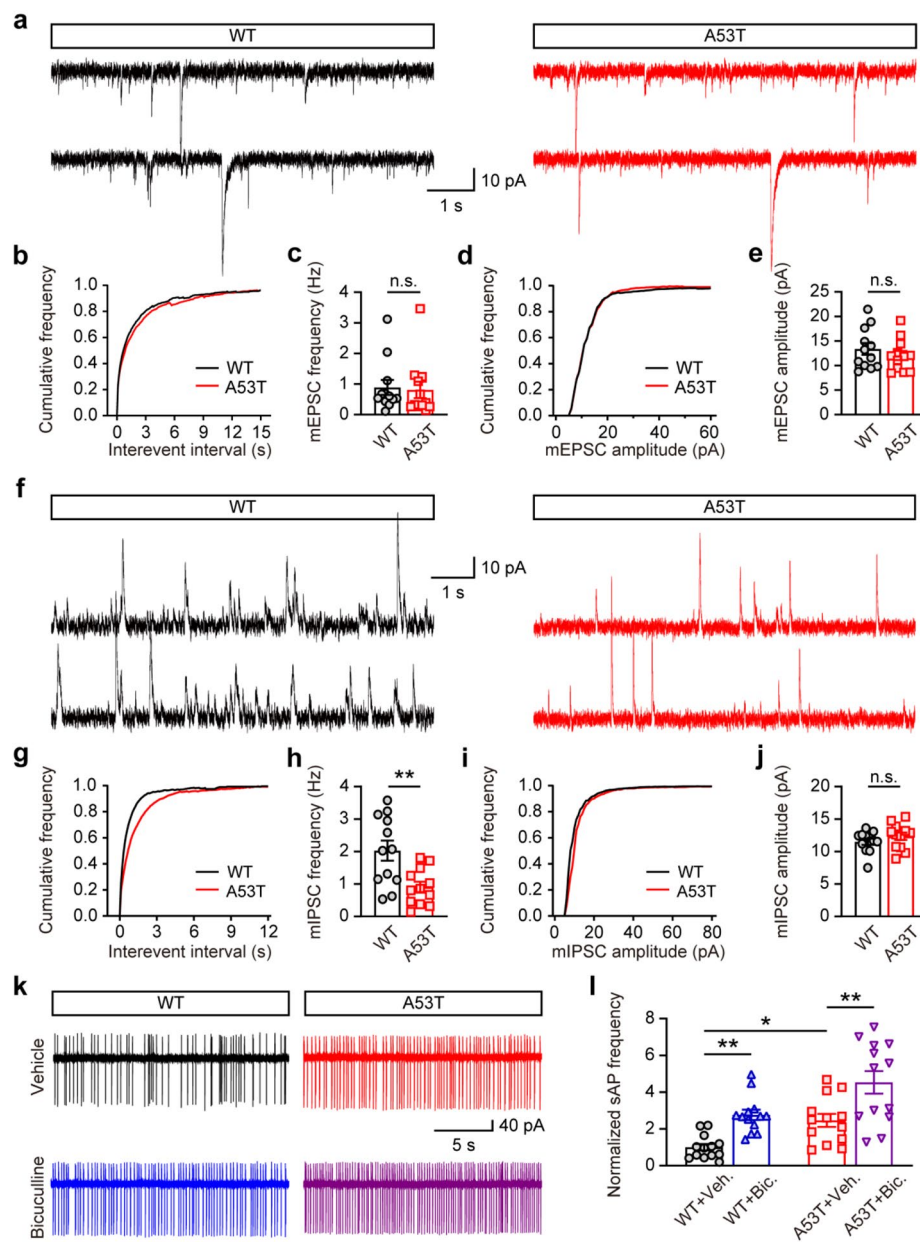 a
WT
A53T
10 pA
1 s
b
Cumulative frequency
1.0
0.8
0.6
0.4
0.2
0.0
WT
A53T
0 3 6 9 12 15
Interevent interval (s)
c
mEPSC frequency (Hz)
4
3
2
1
0
n.s.
WT
A53T
d
Cumulative frequency
1.0
0.8
0.6
0.4
0.2
0.0
WT
A53T
0 20 40 60
mEPSC amplitude (pA)
e
mEPSC amplitude (pA)
25
20
15
10
5
0
n.s.
WT
A53T
f
WT
A53T
10 pA
1 s
g
Cumulative frequency
1.0
0.8
0.6
0.4
0.2
0.0
WT
A53T
0 3 6 9 12
Interevent interval (s)
h
mIPSC frequency (Hz)
4
3
2
1
0
**
WT
A53T
i
Cumulative frequency
1.0
0.8
0.6
0.4
0.2
0.0
WT
A53T
0 20 40 60 80
mIPSC amplitude (pA)
j
mIPSC amplitude (pA)
20
15
10
5
0
n.s.
WT
A53T
k
WT
A53T
Vehicle
40 pA
5 s
Bicuculline
l
Normalized sAP frequency
8
6
4
2
0
**
*
**
WT+Veh.
WT+Bic.
A53T+Veh.
A53T+Bic.